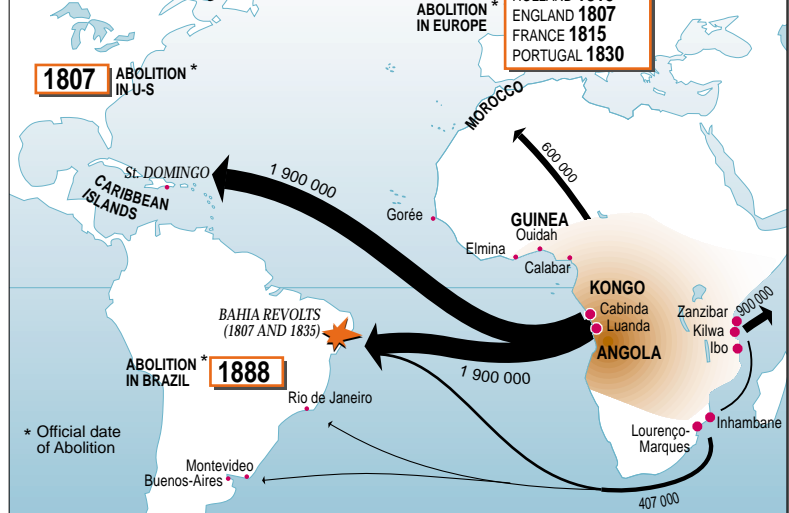 ABOLITION *
IN EUROPE
ENGLAND 1807
FRANCE 1815
PORTUGAL 1830
1807
ABOLITION *
IN U-S
MOROCCO
600 000
St. DOMINGO
1 900 000
CARIBBEAN
ISLANDS
Gorée
GUINEA
Ouidah
Elmina
Calabar
KONGO
Cabinda
Luanda
ANGOLA
Zanzibar
Kilwa
Ibo
900 000
BAHIA REVOLTS
(1807 AND 1835)
1 900 000
ABOLITION *
IN BRAZIL
1888
Rio de Janeiro
Inhambane
Lourenço-
Marques
* Official date
of Abolition
Montevideo
Buenos-Aires
407 000